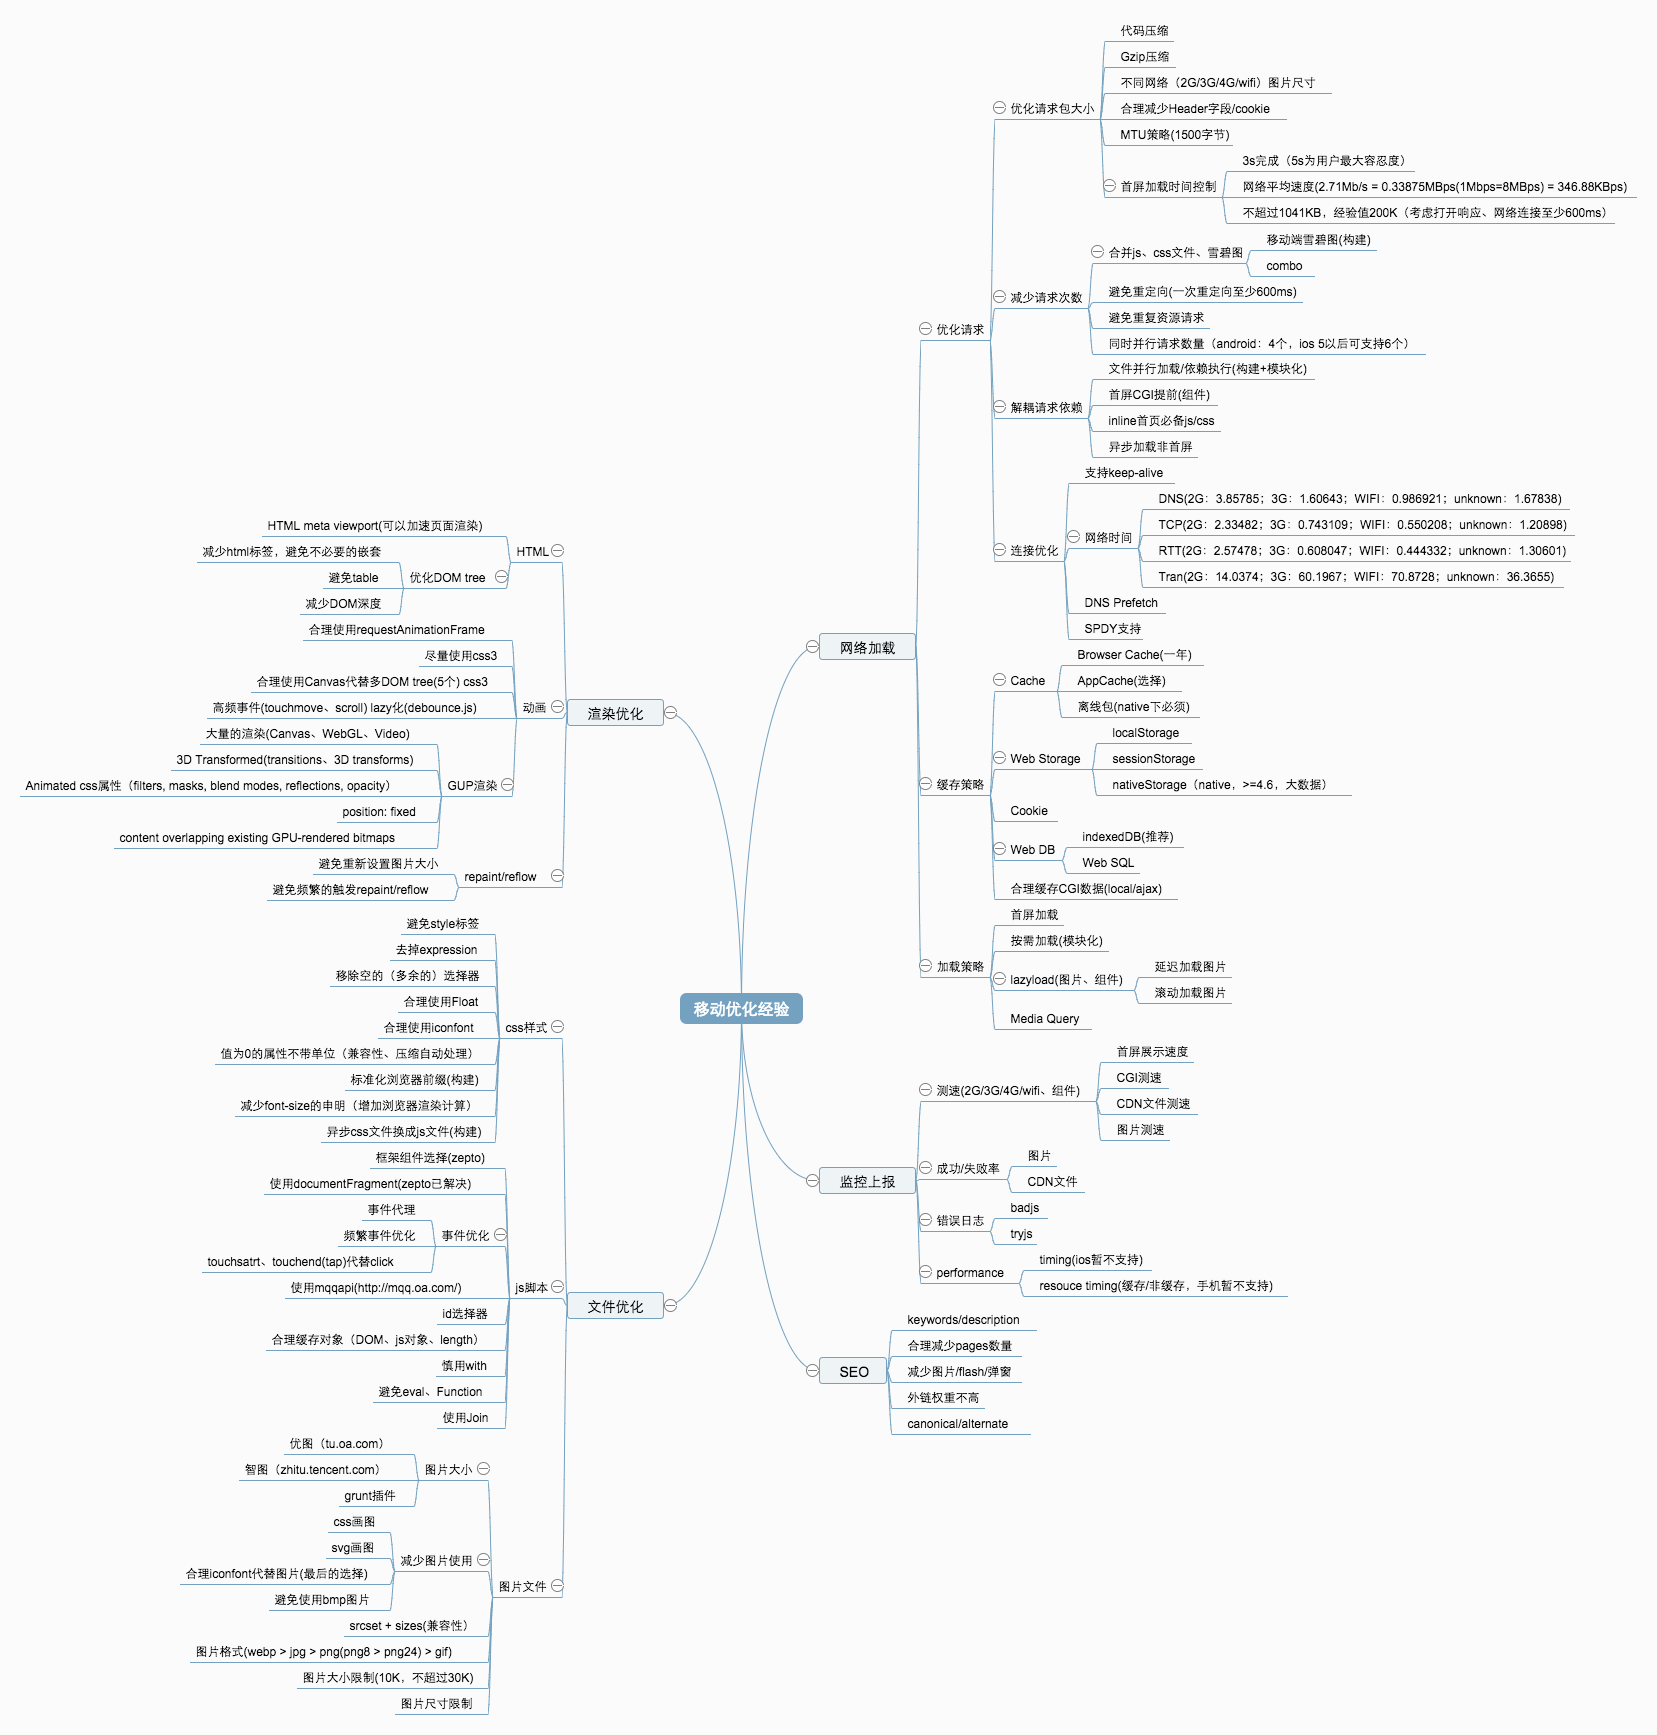 移动优化经验
网络加载
优化请求
优化请求包大小
代码压缩
Gzip压缩
不同网络（2G/3G/4G/wifi）图片尺寸
合理减少Header字段/cookie
MTU策略(1500字节)
首屏加载时间控制
3s完成（5s为用户最大容忍度）
网络平均速度(2.71Mb/s = 0.33875MBps(1Mbps=8MBps) = 346.88KBps)
不超过1041KB，经验值200K（考虑打开响应、网络连接至少600ms）
减少请求次数
合并js、css文件、雪碧图
移动端雪碧图(构建)
combo
避免重定向(一次重定向至少600ms)
避免重复资源请求
同时并行请求数量（android：4个，ios 5以后可支持6个）
解耦请求依赖
文件并行加载/依赖执行(构建+模块化)
首屏CGI提前(组件)
inline首页必备js/css
异步加载非首屏
连接优化
支持keep-alive
网络时间
DNS(2G：3.85785；3G：1.60643；WIFI：0.986921；unknown：1.67838)
TCP(2G：2.33482；3G：0.743109；WIFI：0.550208；unknown：1.20898)
RTT(2G：2.57478；3G：0.608047；WIFI：0.444332；unknown：1.30601)
Tran(2G：14.0374；3G：60.1967；WIFI：70.8728；unknown：36.3655)
DNS Prefetch
SPDY支持
缓存策略
Cache
Browser Cache(一年)
AppCache(选择)
离线包(native下必须)
Web Storage
localStorage
sessionStorage
nativeStorage（native，>=4.6，大数据）
Cookie
Web DB
indexedDB(推荐)
Web SQL
合理缓存CGI数据(local/ajax)
加载策略
首屏加载
按需加载(模块化)
lazyload(图片、组件)
延迟加载图片
滚动加载图片
Media Query
监控上报
测速(2G/3G/4G/wifi、组件)
首屏展示速度
CGI测速
CDN文件测速
图片测速
成功/失败率
图片
CDN文件
错误日志
badjs
tryjs
performance
timing(ios暂不支持)
resouce timing(缓存/非缓存，手机暂不支持)
SEO
keywords/description
合理减少pages数量
减少图片/flash/弹窗
外链权重不高
canonical/alternate
渲染优化
HTML
HTML meta viewport(可以加速页面渲染)
优化DOM tree
减少html标签，避免不必要的嵌套
避免table
减少DOM深度
动画
合理使用requestAnimationFrame
尽量使用css3
合理使用Canvas代替多DOM tree(5个) css3
高频事件(touchmove、scroll) lazy化(debounce.js)
GUP渲染
大量的渲染(Canvas、WebGL、Video)
3D Transformed(transitions、3D transforms)
Animated css属性（filters, masks, blend modes, reflections, opacity）
position: fixed
content overlapping existing GPU-rendered bitmaps
repaint/reflow
避免重新设置图片大小
避免频繁的触发repaint/reflow
文件优化
css样式
避免style标签
去掉expression
移除空的（多余的）选择器
合理使用Float
合理使用iconfont
值为0的属性不带单位（兼容性、压缩自动处理）
标准化浏览器前缀(构建)
减少font-size的申明（增加浏览器渲染计算）
异步css文件换成js文件(构建)
js脚本
框架组件选择(zepto)
使用documentFragment(zepto已解决)
事件优化
事件代理
频繁事件优化
touchsatrt、touchend(tap)代替click
使用mqqapi(http://mqq.oa.com/)
id选择器
合理缓存对象（DOM、js对象、length）
慎用with
避免eval、Function
使用Join
图片文件
图片大小
优图（tu.oa.com）
智图（zhitu.tencent.com）
grunt插件
减少图片使用
css画图
svg画图
合理iconfont代替图片(最后的选择)
避免使用bmp图片
srcset + sizes(兼容性)
图片格式(webp > jpg > png(png8 > png24) > gif)
图片大小限制(10K，不超过30K)
图片尺寸限制